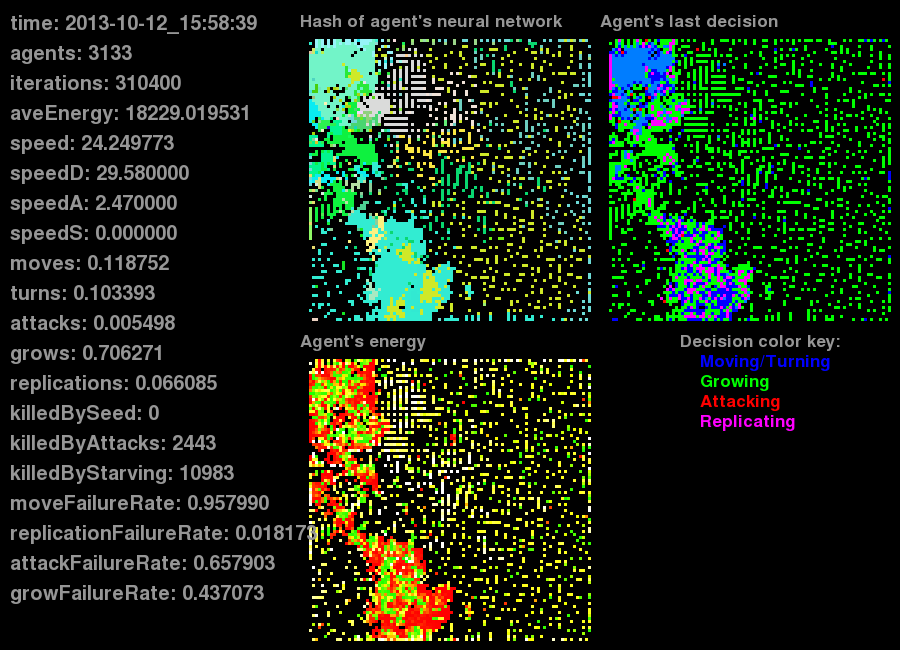 time: 2013-10-12_15:58:39
agents: 3133
iterations: 310400
aveEnergy: 18229.019531
speed: 24.249773
speedD: 29.580000
speedA: 2.470000
speedS: 0.000000
moves: 0.118752
turns: 0.103393
attacks: 0.005498
grows: 0.706271
replications: 0.066085
killedBySeed: 0
killedByAttacks: 2443
killedByStarving: 10983
moveFailureRate: 0.957990
replicationFailureRate: 0.018173
attackFailureRate: 0.657903
growFailureRate: 0.437073
Hash of agent's neural network
Agent's last decision
Agent's energy
Decision color key:
Moving/Turning
Growing
Attacking
Replicating